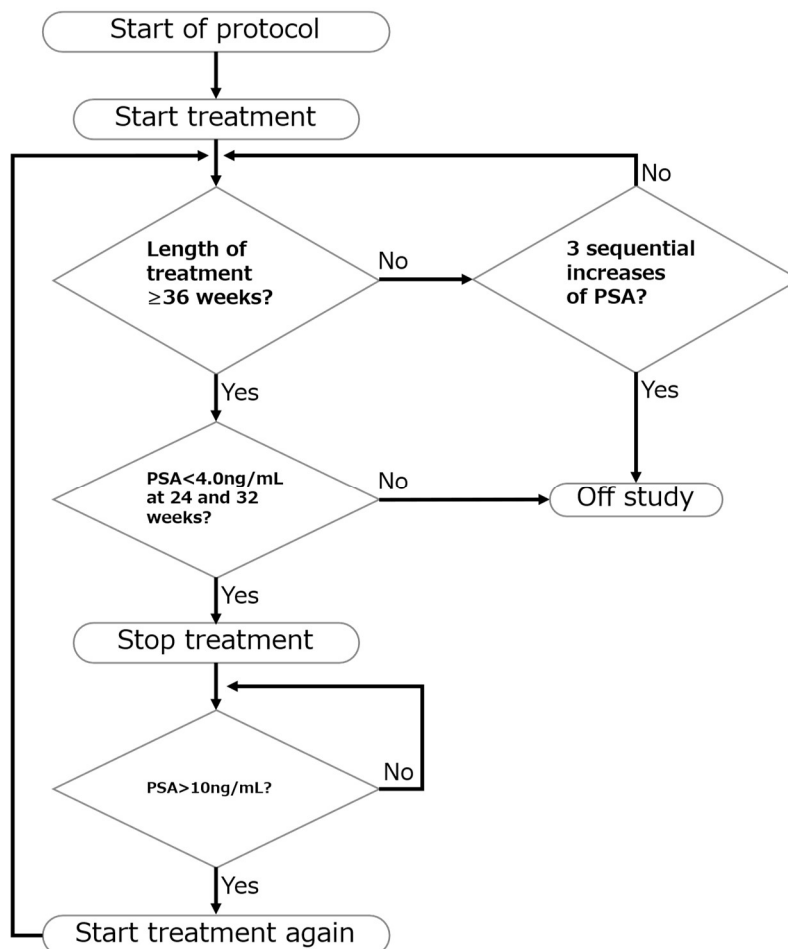 Start of protocol
Start treatment
No
Length of
treatment
≥36 weeks?
No
3 sequential
increases
of PSA?
Yes
Yes
PSA<4.0ng/mL
at 24 and 32
weeks?
No
Off study
Yes
Stop treatment
PSA>10ng/mL?
No
Yes
Start treatment again